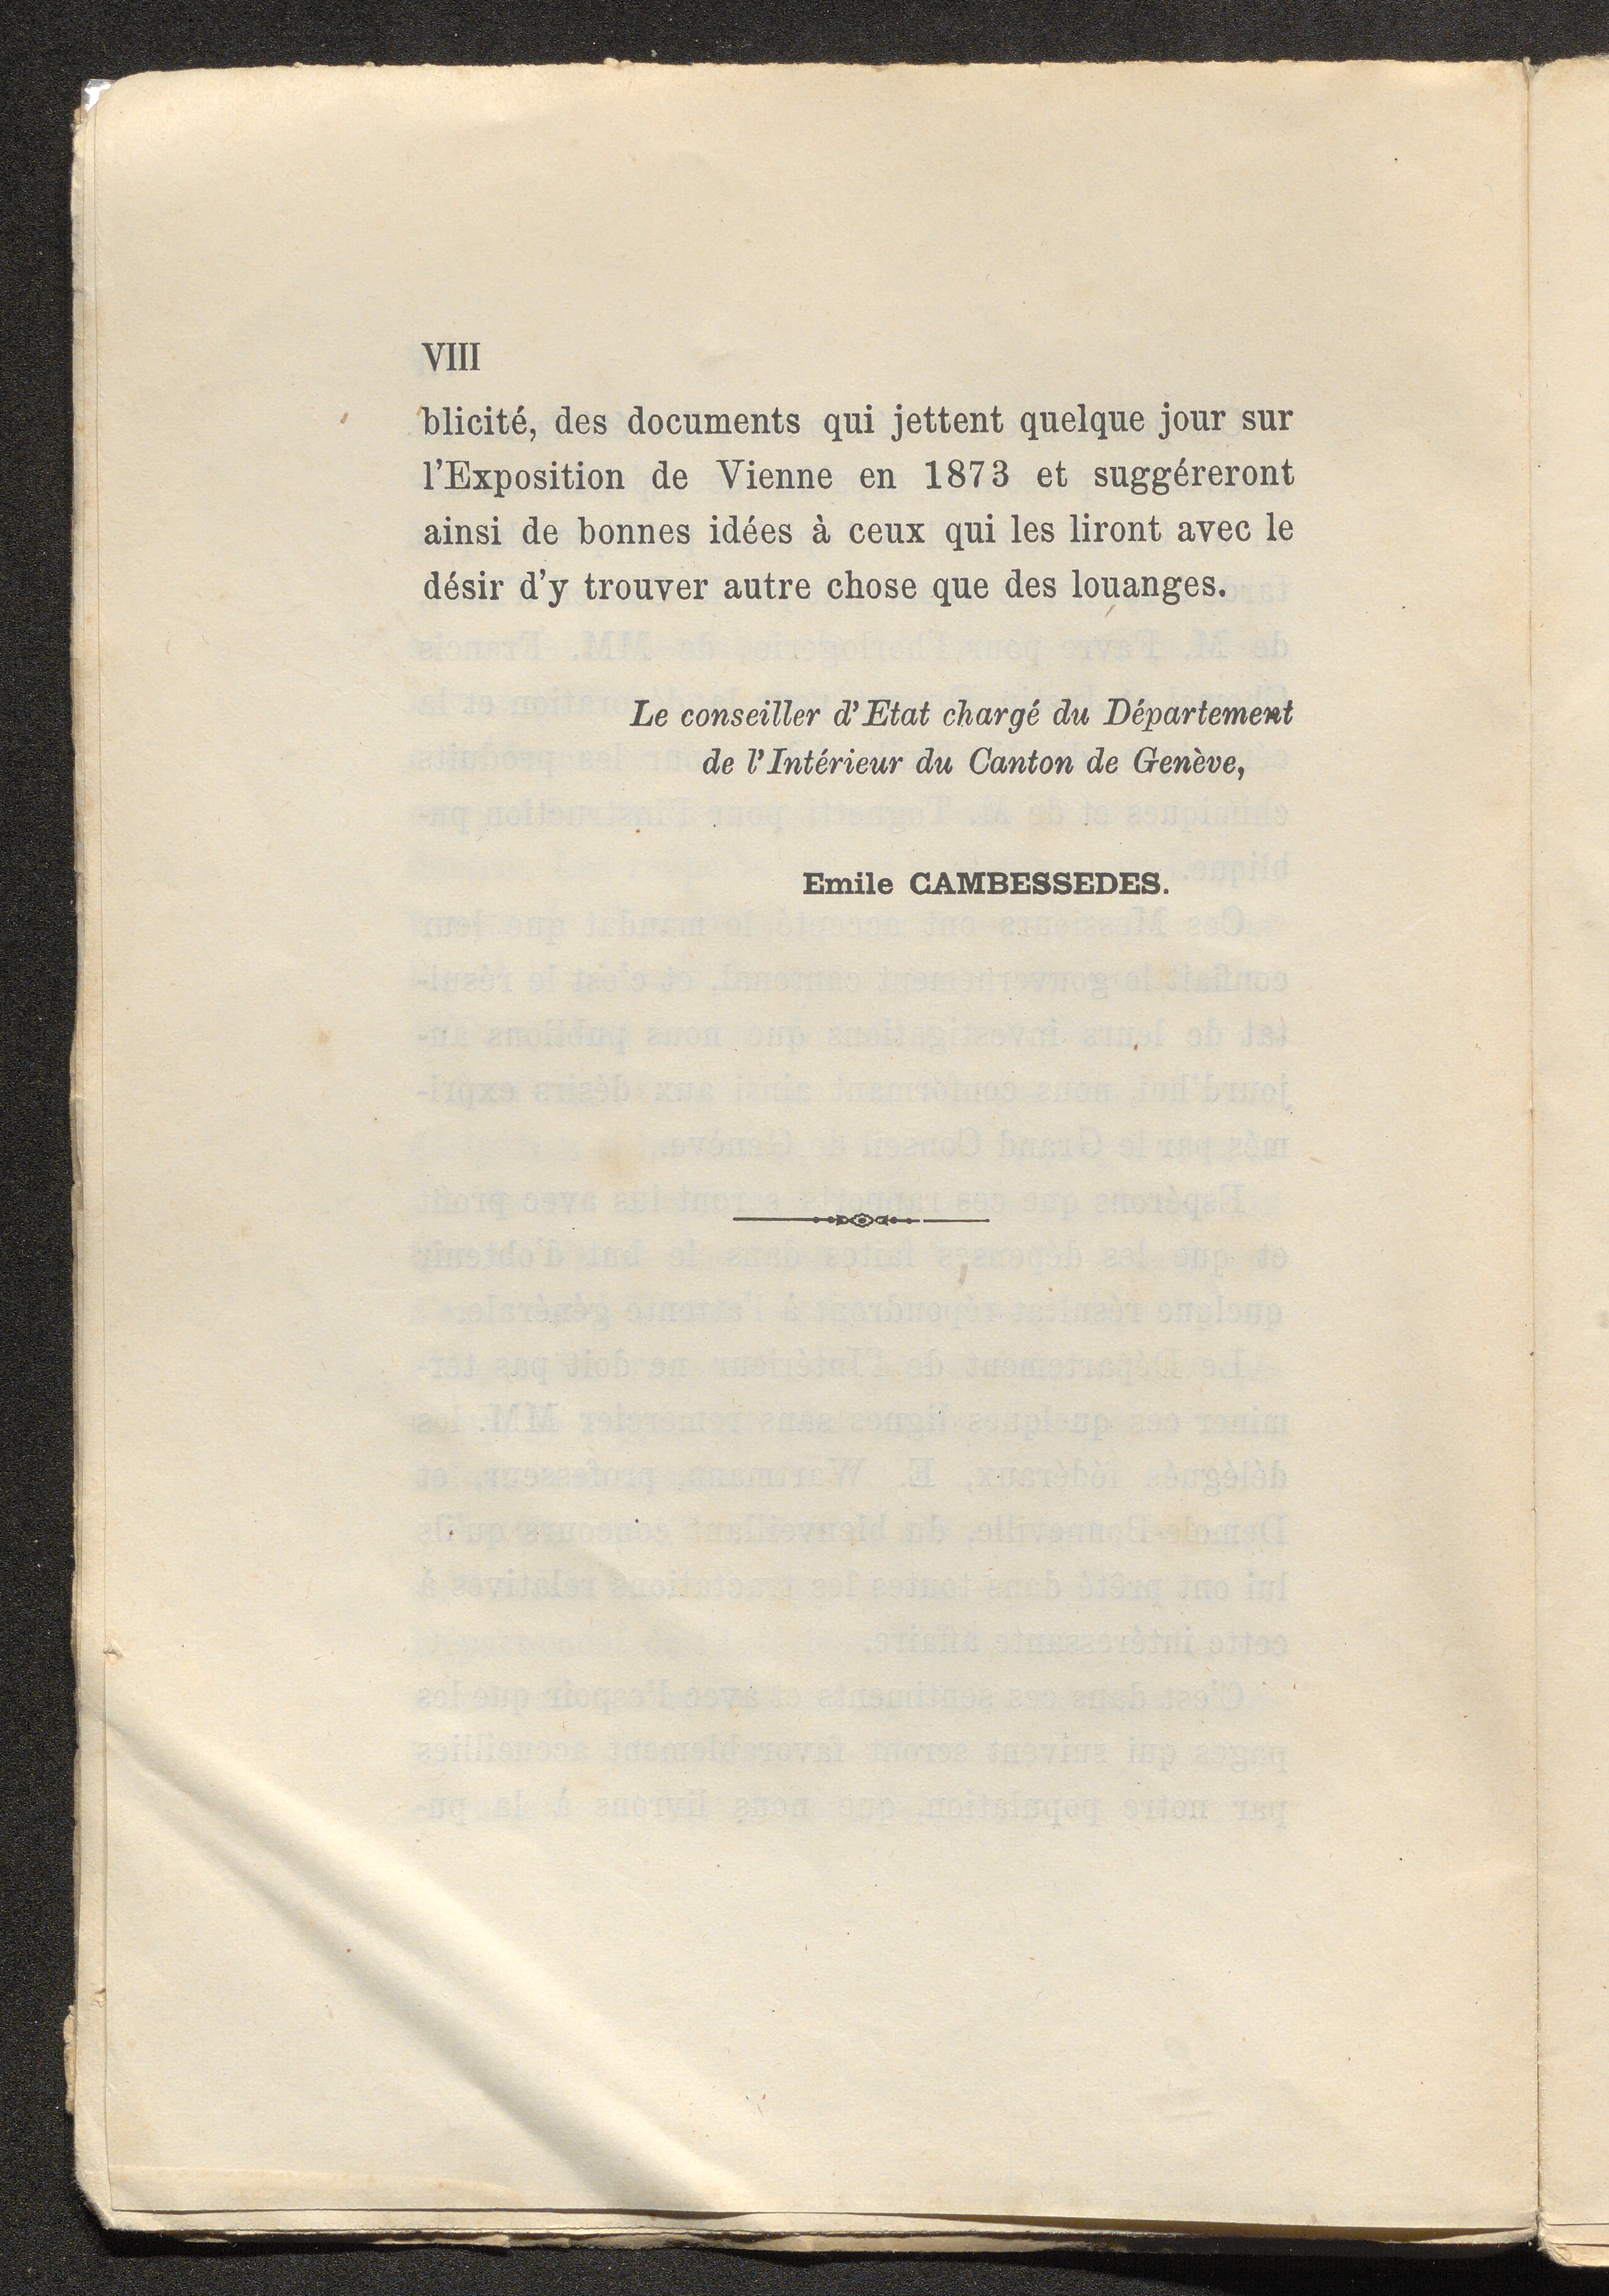 VIII
blicité, des documents qui jettent quelque jour sur
l'Exposition de Vienne en 1873 et suggéreront
ainsi de bonnes idées à ceux qui les liront avec le
désir d'y trouver autre chose que des louanges.
Le conseiller d'Etat chargé du Département
de l'Intérieur du Canton de Genève,
Emile CAMBESSEDES.